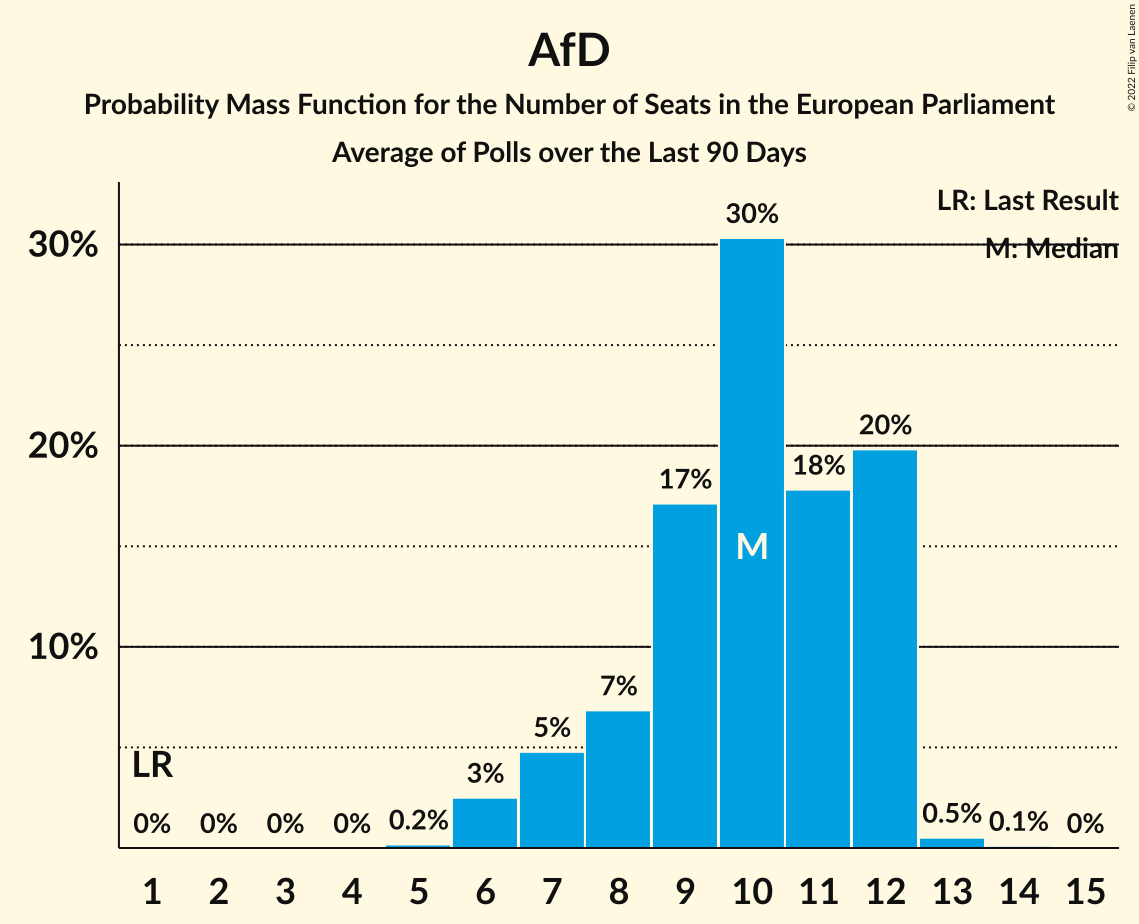 AfD
Probability Mass Function for the Number of Seats in the European Parliament
Average of Polls over the Last 90 Days
© 2022 Filip van Laenen
LR: Last Result
M: Median
30%
20%
10%
0%
0%
0%
0%
0.2%
3%
5%
7%
17%
30%
18%
20%
0.5%
0.1%
0%
LR
M
1 2 3 4 5 6 7 8 9 10 11 12 13 14 15